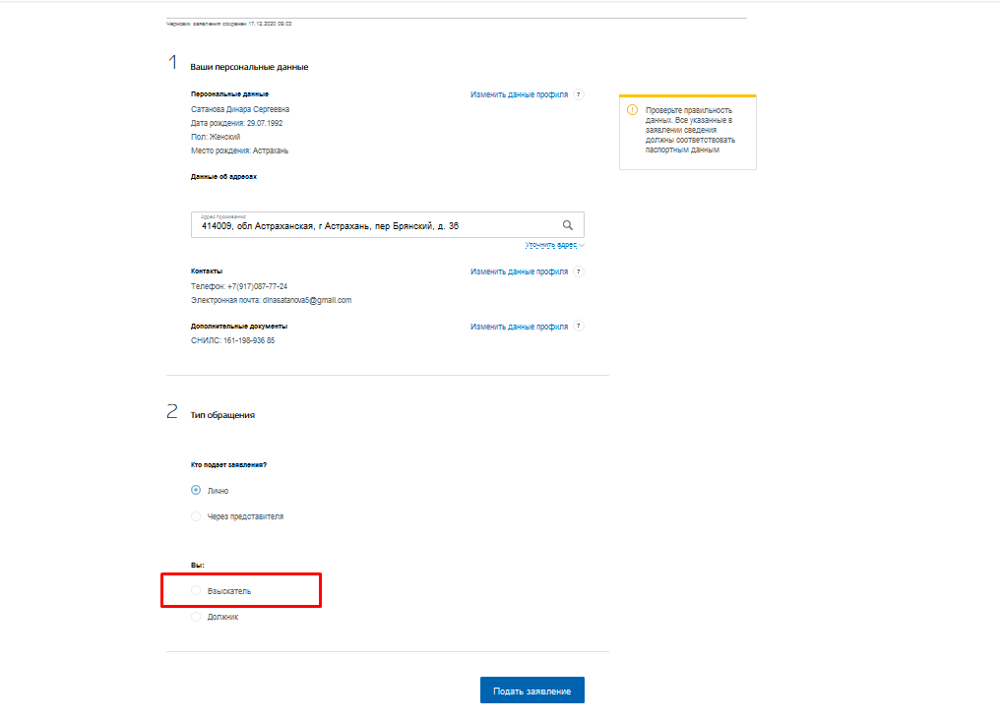 Черновик заявления сохранен 17.12.2020 09:03
1 Ваши персональные данные
Персональные данные
Изменить данные профиля ?
Сатанова Динара Сергеевна
Дата рождения: 29.07.1992
Пол: Женский
Место рождения: Астрахань
Данные об адресах
Адрес проживания
414009, обл Астраханская, г Астрахань, пер Брянский, д. 36
Уточнить адрес
Контакты
Изменить данные профиля ?
Телефон: +7(917)087-77-24
Электронная почта: dinasatanova5@gmail.com
Дополнительные документы
Изменить данные профиля ?
СНИЛС: 161-198-936 85
Проверьте правильность
данных. Все указанные в
заявлении сведения
должны соответствовать
паспортным данным
2 Тип обращения
Кто подает заявления?
Лично
Через представителя
Вы:
Взыскатель
Должник
Подать заявление